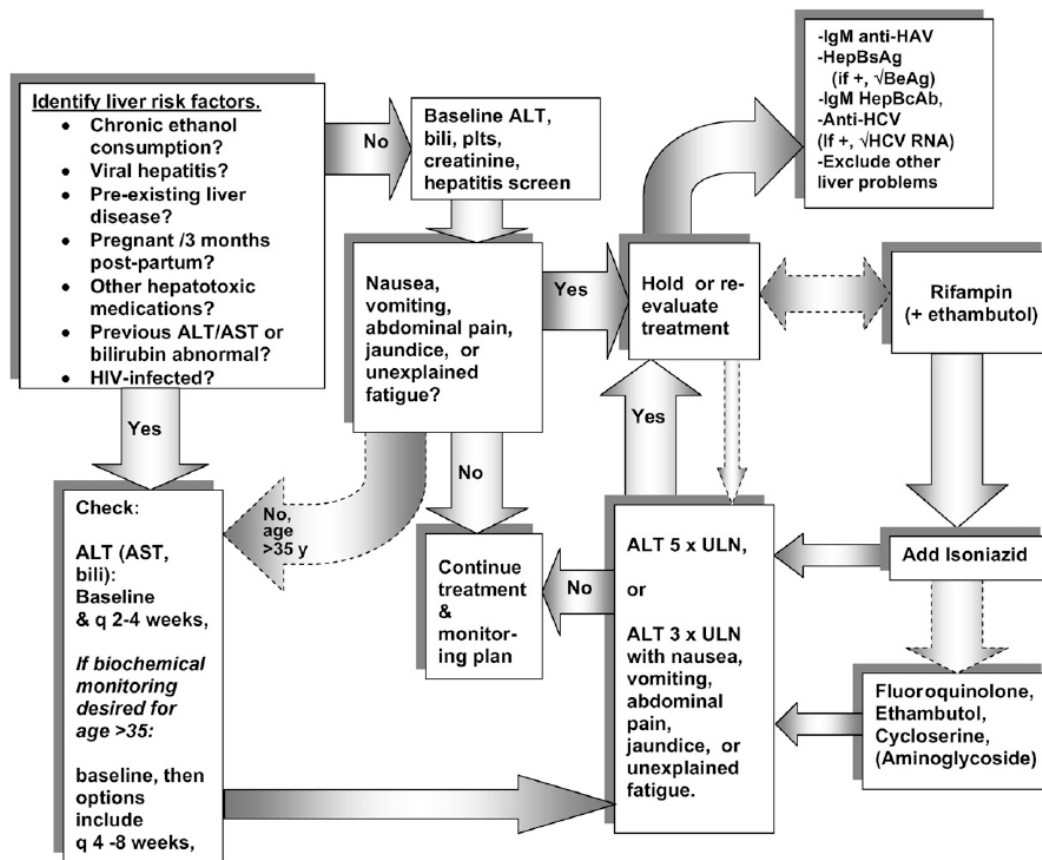 Identify liver risk factors.
• Chronic ethanol
consumption?
• Viral hepatitis?
• Pre-existing liver
disease?
• Pregnant /3 months
post-partum?
• Other hepatotoxic
medications?
• Previous ALT/AST or
bilirubin abnormal?
• HIV-infected?
No
Baseline ALT,
bili, plts,
creatinine,
hepatitis screen
-IgM anti-HAV
-HepBsAg
(if +, √BeAg)
-IgM HepBcAb,
-Anti-HCV
(If +, √HCV RNA)
-Exclude other
liver problems
Nausea,
vomiting,
abdominal pain,
jaundice, or
unexplained
fatigue?
Yes
Hold or re-
evaluate
treatment
Rifampin
(+ ethambutol)
Yes
No,
age
>35 y
No
Yes
Check:
ALT (AST,
bili):
Baseline
& q 2-4 weeks,
If biochemical
monitoring
desired for
age >35:
baseline, then
options
include
q 4 -8 weeks,
Continue
treatment
&
monitor-
ing plan
No
ALT 5 x ULN,
or
ALT 3 x ULN
with nausea,
vomiting,
abdominal
pain,
jaundice, or
unexplained
fatigue.
Add Isoniazid
Fluoroquinolone,
Ethambutol,
Cycloserine,
(Aminoglycoside)